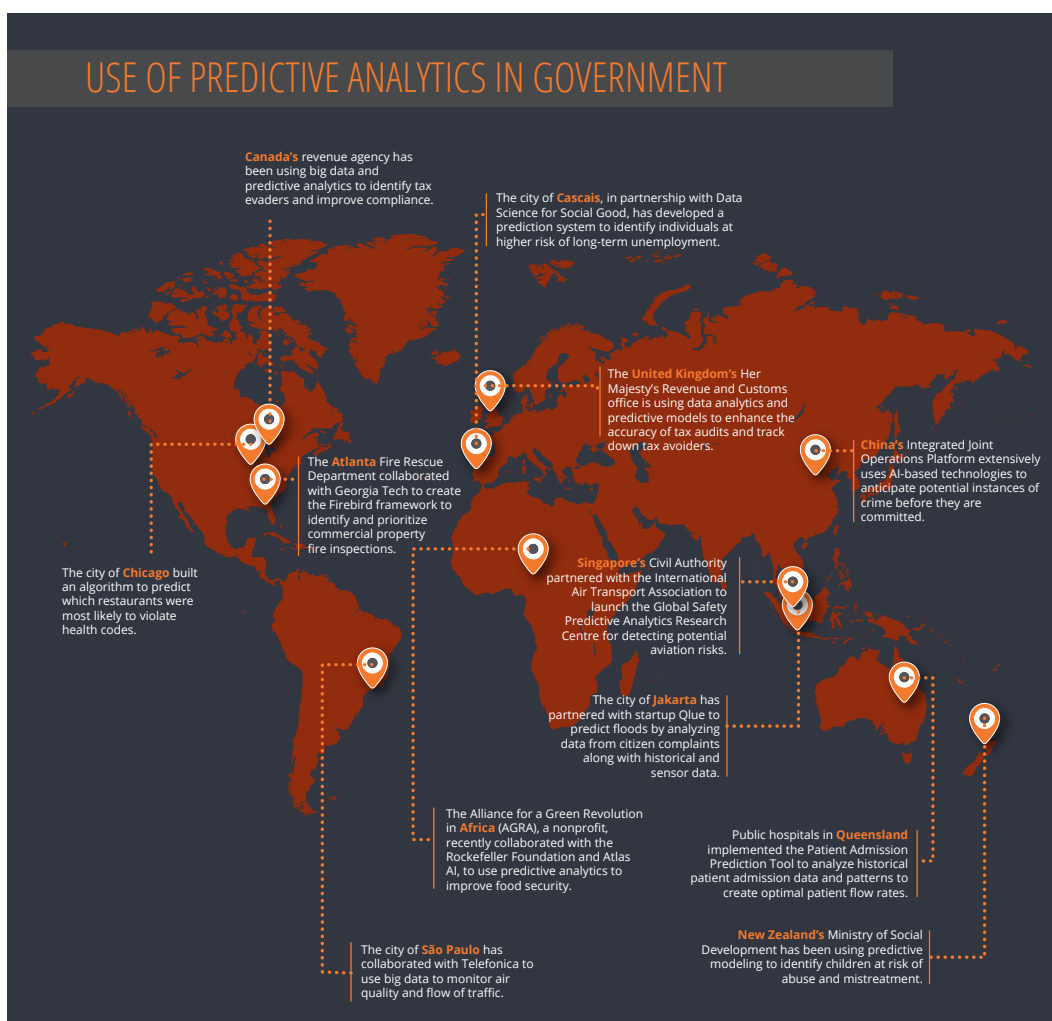 USE OF PREDICTIVE ANALYTICS IN GOVERNMENT
Canada's revenue agency has
been using big data and
predictive analytics to identify tax
evaders and improve compliance.
The city of Cascais, in partnership with Data
Science for Social Good, has developed a
prediction system to identify individuals at
higher risk of long-term unemployment.
The United Kingdom's Her
Majesty's Revenue and Customs
office is using data analytics and
predictive models to enhance the
accuracy of tax audits and track
down tax avoiders.
China's Integrated Joint
Operations Platform extensively
uses AI-based technologies to
anticipate potential instances of
crime before they are
committed.
The Atlanta Fire Rescue
Department collaborated
with Georgia Tech to create
the Firebird framework to
identify and prioritize
commercial property
fire inspections.
The city of Chicago built
an algorithm to predict
which restaurants were
most likely to violate
health codes.
Singapore's Civil Authority
partnered with the International
Air Transport Association to
launch the Global Safety
Predictive Analytics Research
Centre for detecting potential
aviation risks.
The city of Jakarta has
partnered with startup Qlue to
predict floods by analyzing
data from citizen complaints
along with historical and
sensor data.
The Alliance for a Green Revolution
in Africa (AGRA), a nonprofit,
recently collaborated with the
Rockefeller Foundation and Atlas
AI, to use predictive analytics to
improve food security.
Public hospitals in Queensland
implemented the Patient Admission
Prediction Tool to analyze historical
patient admission data and patterns to
create optimal patient flow rates.
The city of São Paulo has
collaborated with Telefonica to
use big data to monitor air
quality and flow of traffic.
New Zealand's Ministry of Social
Development has been using predictive
modeling to identify children at risk of
abuse and mistreatment.